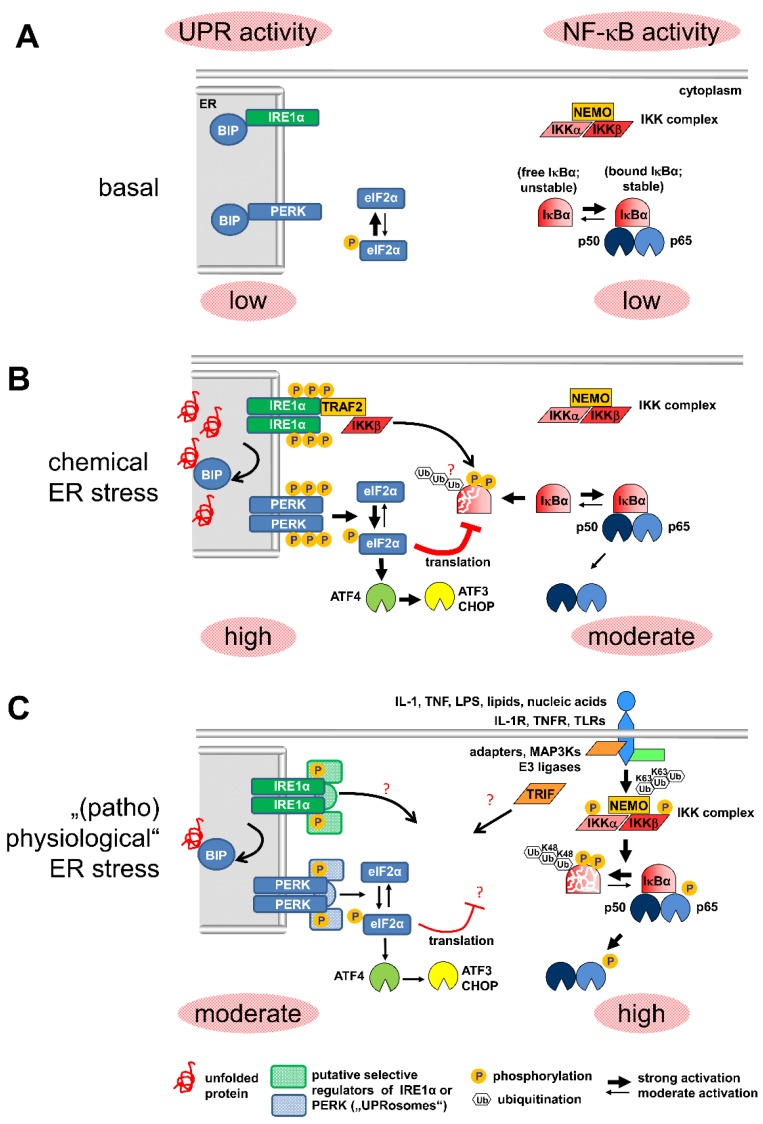 A
UPR activity
NF-κB activity
cytoplasm
ER
BIP
IRE1α
NEMO
IKKα
IKKβ
IKK complex
basal
(free IκBα;
unstable)
(bound IκBα;
stable)
BIP
PERK
eIF2α
P
eIF2α
IκBα
IκBα
p50
p65
low
low
B
P P P
IRE1α
TRAF2
IRE1α
IKKβ
P P P
NEMO
IKKα
IKKβ
IKK complex
chemical
ER stress
BIP
Ub
Ub
Ub
?
P P
P P P
PERK
PERK
P P P
eIF2α
P
eIF2α
IκBα
IκBα
p50
p65
translation
ATF4
ATF3
CHOP
high
moderate
C
IL-1, TNF, LPS, lipids, nucleic acids
IL-1R, TNFR, TLRs
adapters, MAP3Ks
E3 ligases
„(patho)
physiological“
ER stress
P
IRE1α
IRE1α
P
?
?
TRIF
K63
K63
Ub
Ub
Ub
P
NEMO
P
IKKα
IKKβ
IKK complex
BIP
P
PERK
PERK
P
eIF2α
P
eIF2α
?
translation
Ub
K48
Ub
K48
Ub
P P
IκBα
P
p50
p65
P
ATF4
ATF3
CHOP
moderate
high
unfolded
protein
putative selective
regulators of IRE1α or
PERK („UPRosomes“)
P
phosphorylation
Ub
ubiquitination
strong activation
moderate activation